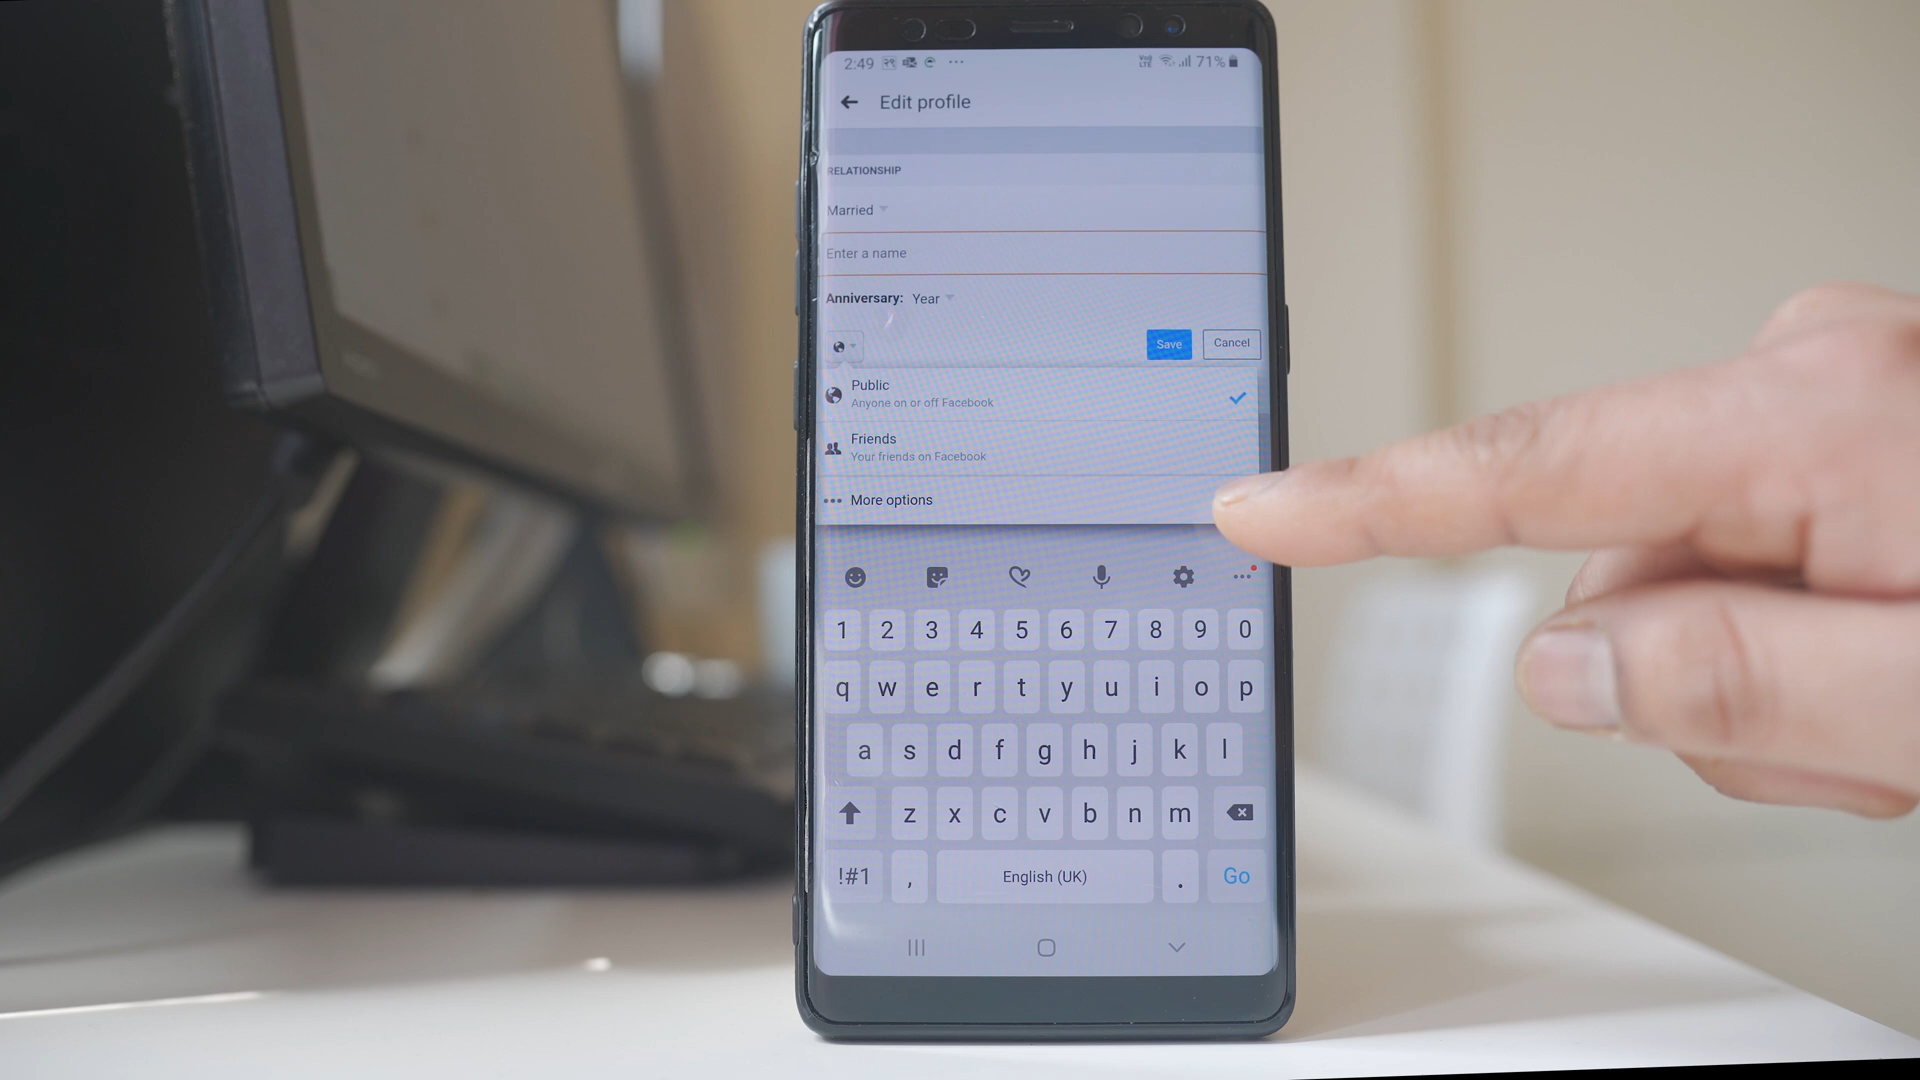 2:49 71%
Edit profile
RELATIONSHIP
Married
Enter a name
Anniversary: Year
Save Cancel
Public
Anyone on or off Facebook
Friends
Your friends on Facebook
More options
1 2 3 4 5 6 7 8 9 0
q w e r t y u i o p
a s d f g h j k l
z x c v b n m
!#1 , English (UK) . Go